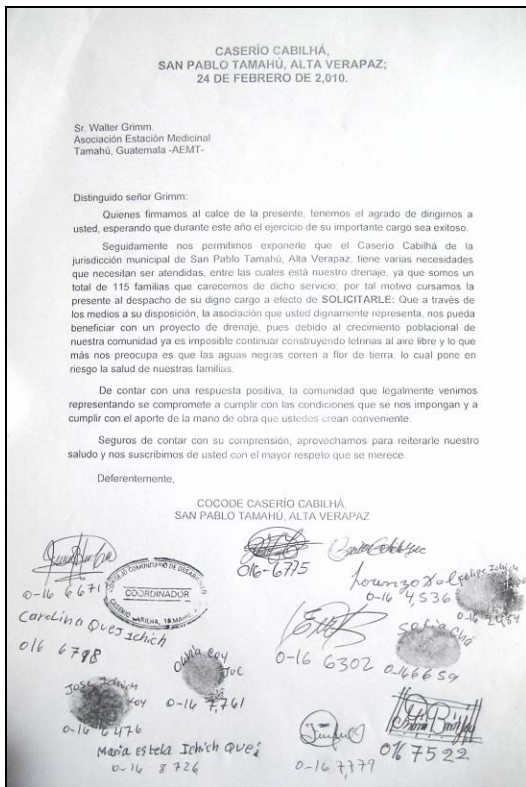 CASERÍO CABILHÁ,
SAN PABLO TAMAHÚ, ALTA VERAPAZ;
24 DE FEBRERO DE 2,010.
Sr. Walter Grimm.
Asociación Estación Medicinal
Tamahú, Guatemala -AEMT-
Distinguido señor Grimm:
Quienes firmamos al calce de la presente, tenemos el agrado de dirigirnos a
usted, esperando que durante este año el ejercicio de su importante cargo sea exitoso.
Seguidamente nos permitimos exponerle que el Caserío Cabilhá de la
jurisdicción municipal de San Pablo Tamahú, Alta Verapaz, tiene varias necesidades
que necesitan ser atendidas, entre las cuales está nuestro drenaje, ya que somos un
total de 115 familias que carecemos de dicho servicio; por tal motivo cursamos la
presente al despacho de su digno cargo a efecto de SOLICITARLE: Que a través de
los medios a su disposición, la asociación que usted dignamente representa, nos pueda
beneficiar con un proyecto de drenaje, pues debido al crecimiento poblacional de
nuestra comunidad ya es imposible continuar construyendo letrinas al aire libre y lo que
más nos preocupa es que las aguas negras corren a flor de tierra, lo cual pone en
riesgo la salud de nuestras familias.
De contar con una respuesta positiva, la comunidad que legalmente venimos
representando se compromete a cumplir con las condiciones que se nos impongan y a
cumplir con el aporte de la mano de obra que ustedes crean conveniente.
Seguros de contar con su comprensión, aprovechamos para reiterarle nuestro
saludo y nos suscribimos de usted con el mayor respeto que se merece.
Deferentemente,
COCODE CASERÍO CABILHÁ,
SAN PABLO TAMAHÚ, ALTA VERAPAZ
016-6775
Lorenzo
0-16 4,536
Felipe Ichich
0-16
COORDINADOR
Carolina Quej Ichich
016 6798
Olivia Coy
0-16 7,761
0-16 6302
Sofia Cha
0-166659
Jose Ichich
Koy
0-16 6476
Maria Estela Ichich Quej
0-16 8726
0-16 7,779
016 7522